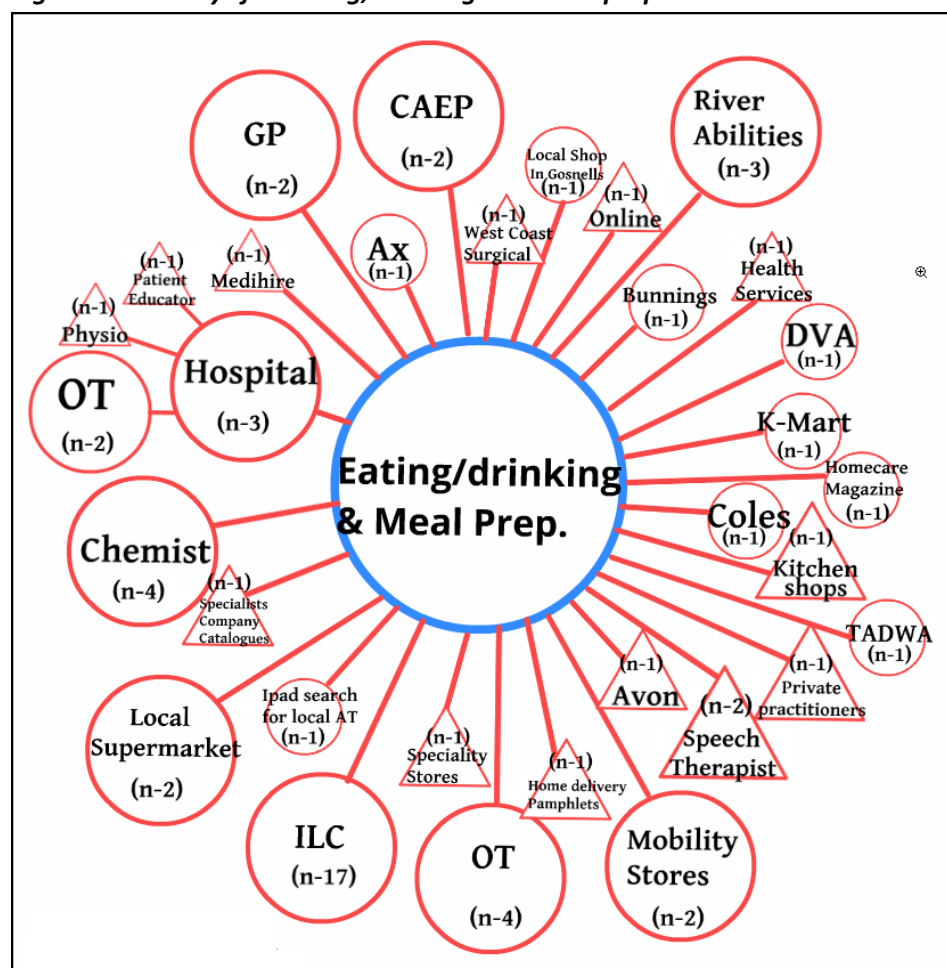 CAEP
(n-2)
GP
(n-2)
River
Abilities
(n-3)
Local Shop
In Gosnells
(n-1)
(n-1)
Online
(n-1)
West Coast
Surgical
Ax
(n-1)
(n-1)
Medihire
(n-1)
Patient
Educator
(n-1)
Physio
(n-1)
Health
Services
Bunnings
(n-1)
DVA
(n-1)
Hospital
(n-3)
OT
(n-2)
K-Mart
(n-1)
Homecare
Magazine
(n-1)
Eating/drinking
& Meal Prep.
Coles
(n-1)
(n-1)
Kitchen
shops
Chemist
(n-4)
(n-1)
Specialists
Company
Catalogues
TADWA
(n-1)
(n-1)
Private
practitioners
(n-1)
Avon
(n-2)
Speech
Therapist
Local
Supermarket
(n-2)
Ipad search
for local AT
(n-1)
(n-1)
Speciality
Stores
(n-1)
Home delivery
Pamphlets
ILC
(n-17)
OT
(n-4)
Mobility
Stores
(n-2)